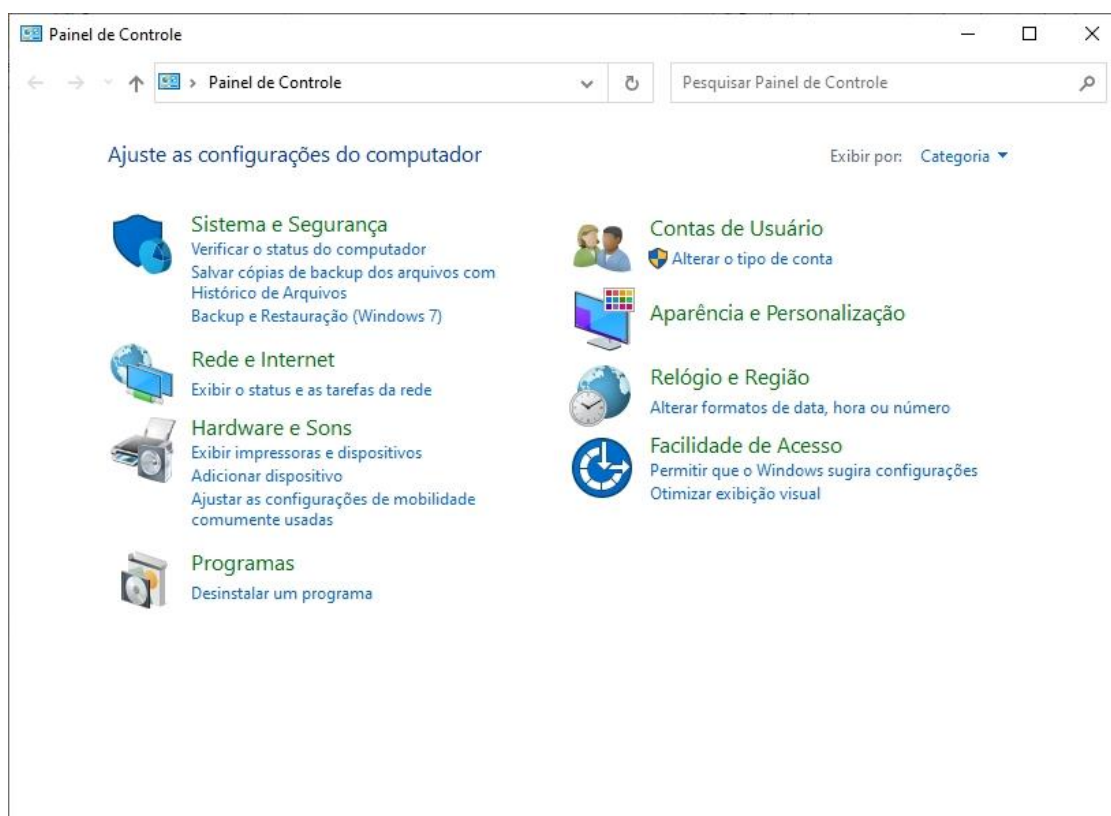 Painel de Controle
Painel de Controle
Pesquisar Painel de Controle
Ajuste as configurações do computador
Exibir por: Categoria
Sistema e Segurança
Verificar o status do computador
Salvar cópias de backup dos arquivos com
Histórico de Arquivos
Backup e Restauração (Windows 7)
Rede e Internet
Exibir o status e as tarefas da rede
Hardware e Sons
Exibir impressoras e dispositivos
Adicionar dispositivo
Ajustar as configurações de mobilidade
comumente usadas
Programas
Desinstalar um programa
Contas de Usuário
Alterar o tipo de conta
Aparência e Personalização
Relógio e Região
Alterar formatos de data, hora ou número
Facilidade de Acesso
Permitir que o Windows sugira configurações
Otimizar exibição visual